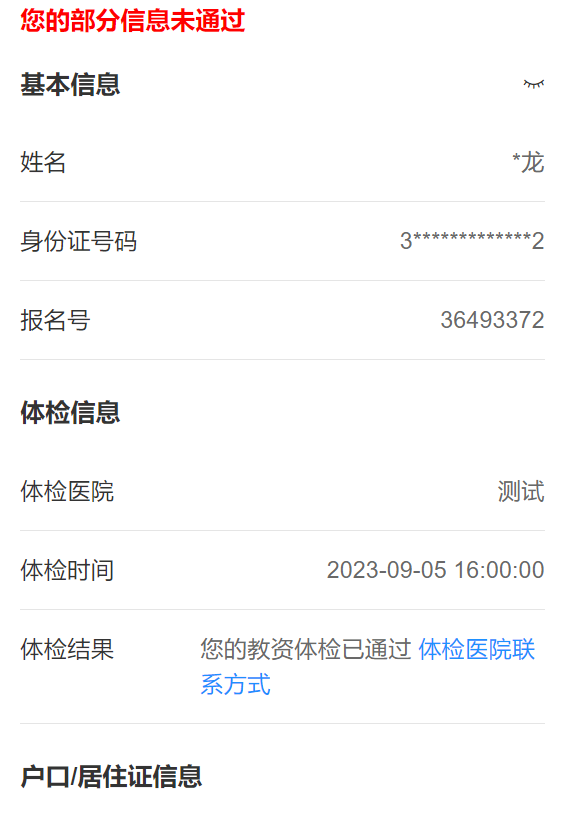 您的部分信息未通过
基本信息
姓名 *龙
身份证号码 3*************2
报名号 36493372
体检信息
体检医院 测试
体检时间 2023-09-05 16:00:00
体检结果 您的教资体检已通过 体检医院联
系方式
户口/居住证信息